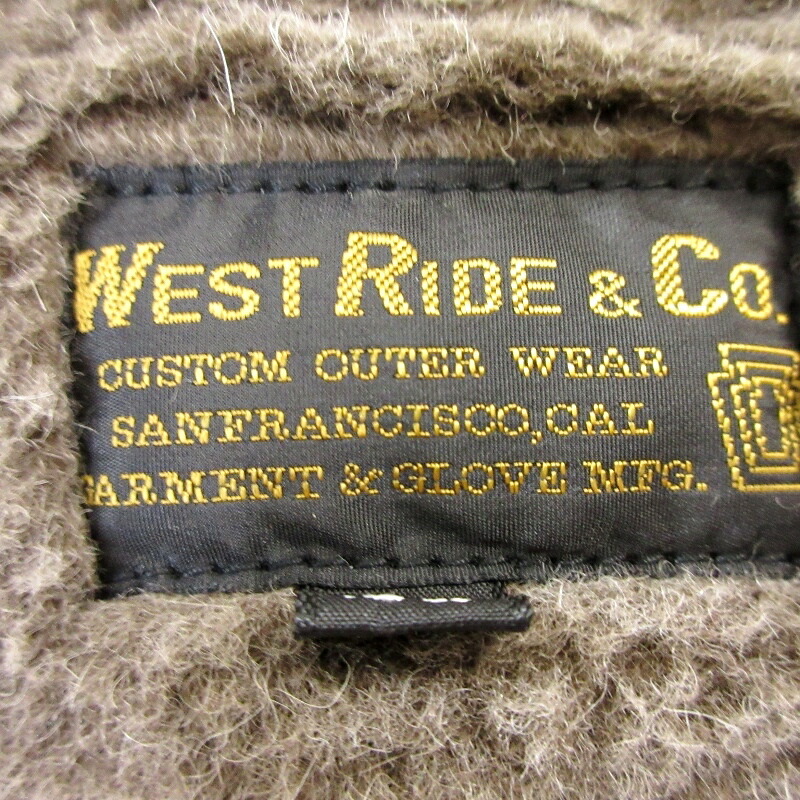 WEST RIDE & CO.
CUSTOM OUTER WEAR
SANFRANCISCO,CAL
GARMENT & GLOVE MFG.